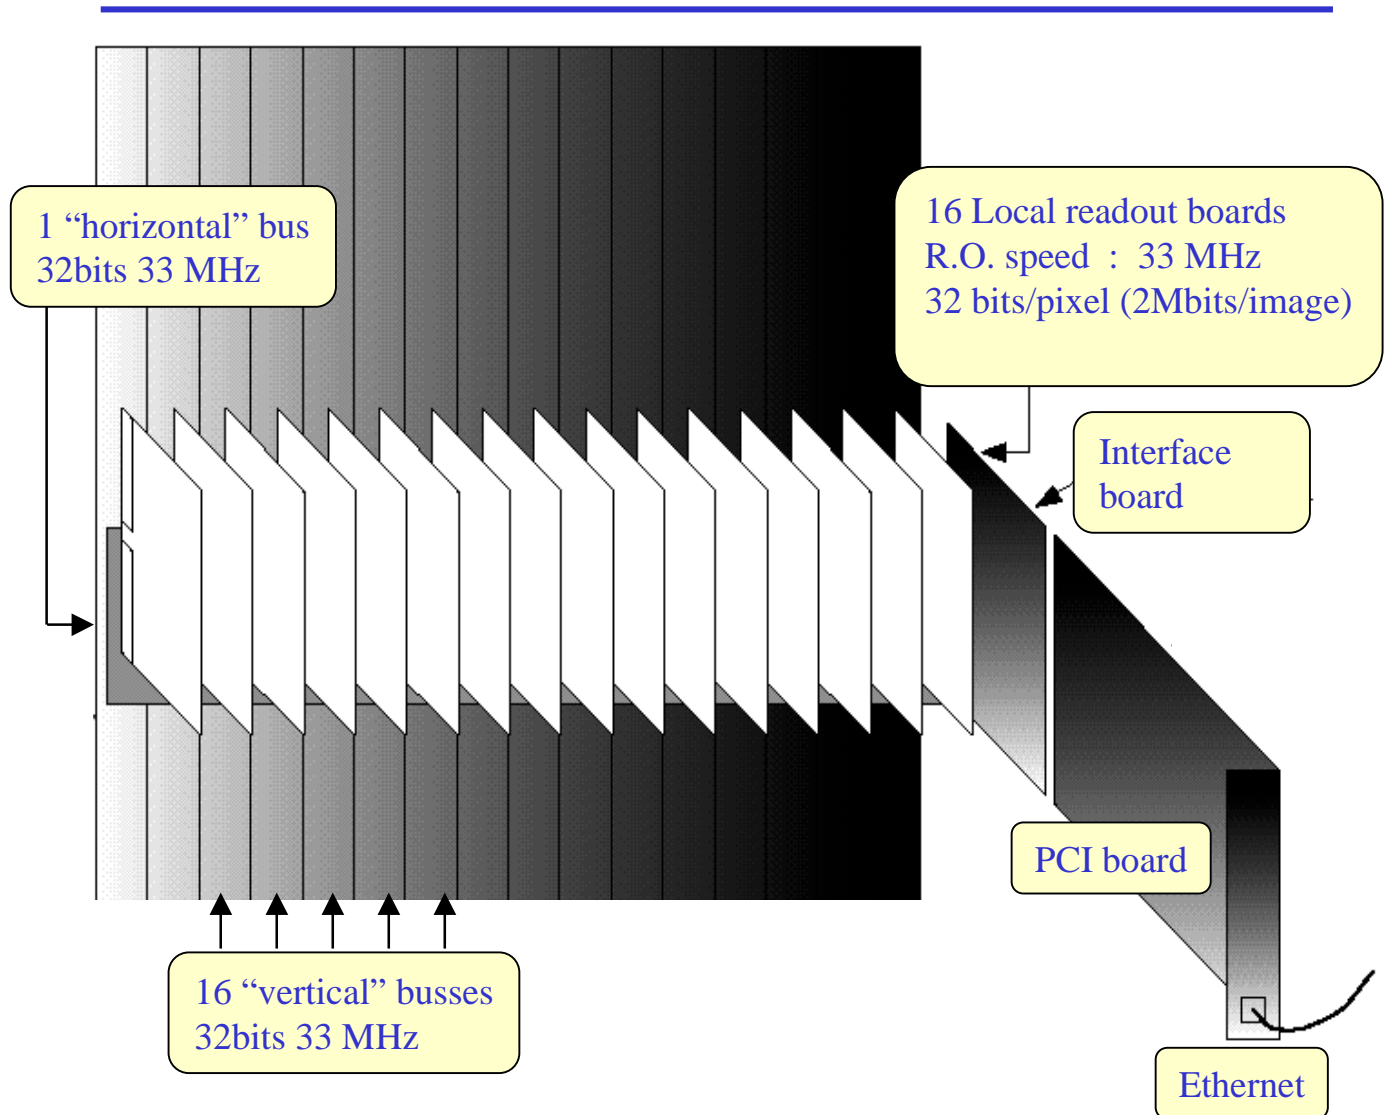 1 “horizontal” bus
32bits 33 MHz
16 Local readout boards
R.O. speed : 33 MHz
32 bits/pixel (2Mbits/image)
Interface
board
PCI board
16 “vertical” busses
32bits 33 MHz
Ethernet